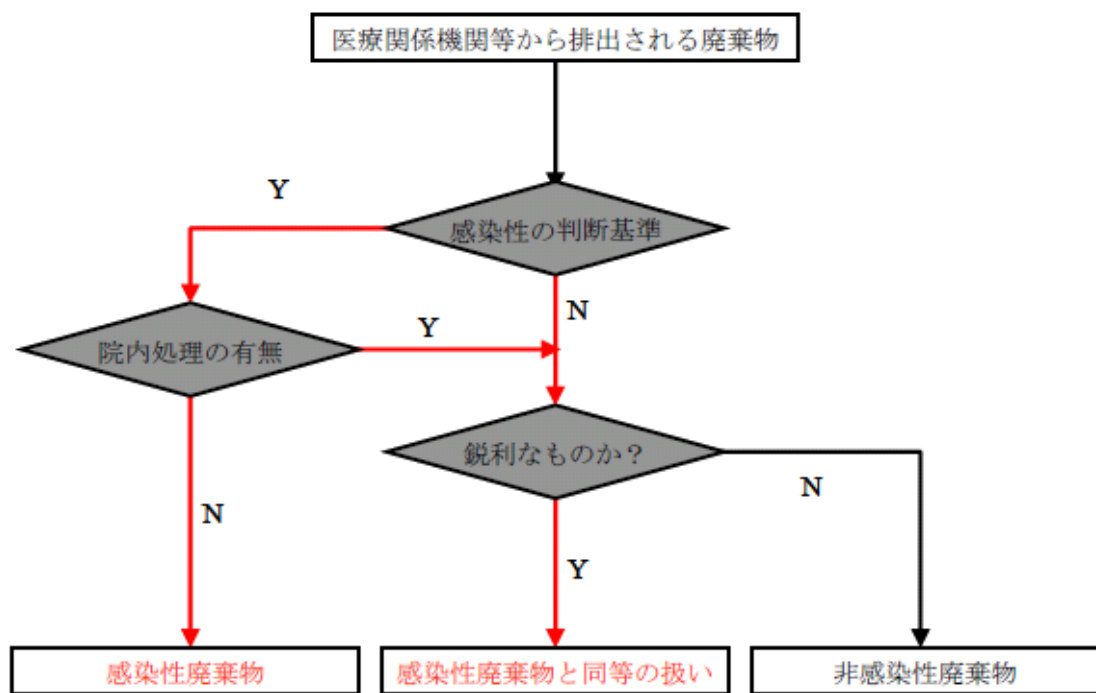 医療関係機関等から排出される廃棄物
Y
感染性の判断基準
N
院内処理の有無
Y
鋭利なものか？
N
N
Y
感染性廃棄物
感染性廃棄物と同等の扱い
非感染性廃棄物